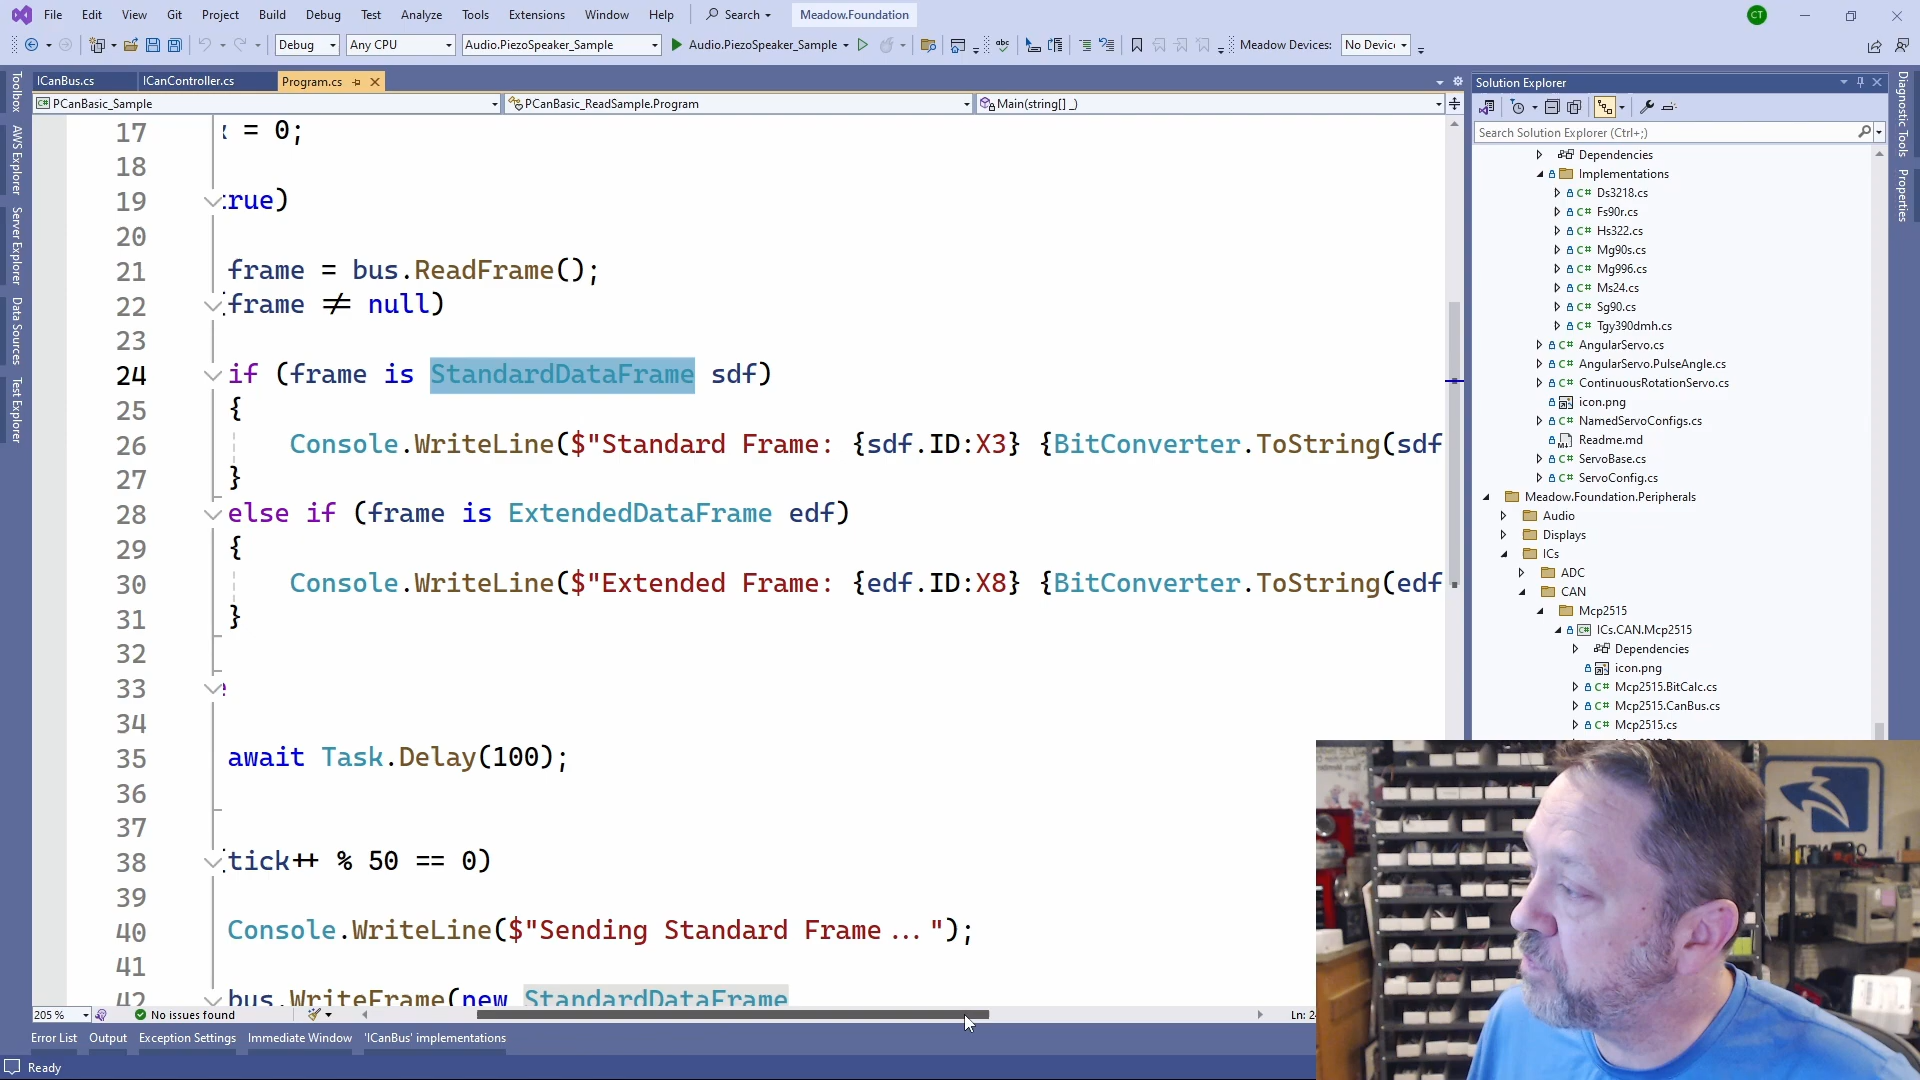 File Edit View Git Project Build Debug Test Analyze Tools Extensions Window Help Search Meadow.Foundation CT
Debug Any CPU Audio.PiezoSpeaker_Sample Audio.PiezoSpeaker_Sample Meadow Devices: No Devic
ICanBus.cs ICanController.cs Program.cs
PCanBasic_Sample PCanBasic_ReadSample.Program Main(string[] _)
17 = 0;
18
19 rue)
20
21 frame = bus.ReadFrame();
22 frame ≠ null)
23
24 if (frame is StandardDataFrame sdf)
25 {
26 Console.WriteLine($"Standard Frame: {sdf.ID:X3} {BitConverter.ToString(sdf
27 }
28 else if (frame is ExtendedDataFrame edf)
29 {
30 Console.WriteLine($"Extended Frame: {edf.ID:X8} {BitConverter.ToString(edf
31 }
32
33
34
35 await Task.Delay(100);
36
37
38 (tick++ % 50 == 0)
39
40 Console.WriteLine($"Sending Standard Frame...");
41
42 bus.WriteFrame(new StandardDataFrame
205 % No issues found Ln: 2
Error List Output Exception Settings Immediate Window 'ICanBus' implementations
Ready
Toolbox
AWS Explorer
Server Explorer
Data Sources
Test Explorer
Solution Explorer
Search Solution Explorer (Ctrl+;)
Dependencies
Implementations
C# Ds3218.cs
C# Fs90r.cs
C# Hs322.cs
C# Mg90s.cs
C# Mg996.cs
C# Ms24.cs
C# Sg90.cs
C# Tgy390dmh.cs
C# AngularServo.cs
C# AngularServo.PulseAngle.cs
C# ContinuousRotationServo.cs
icon.png
C# NamedServoConfigs.cs
Readme.md
C# ServoBase.cs
C# ServoConfig.cs
Meadow.Foundation.Peripherals
Audio
Displays
ICs
ADC
CAN
Mcp2515
C# ICs.CAN.Mcp2515
Dependencies
icon.png
C# Mcp2515.BitCalc.cs
C# Mcp2515.CanBus.cs
C# Mcp2515.cs
Diagnostic Tools
Properties